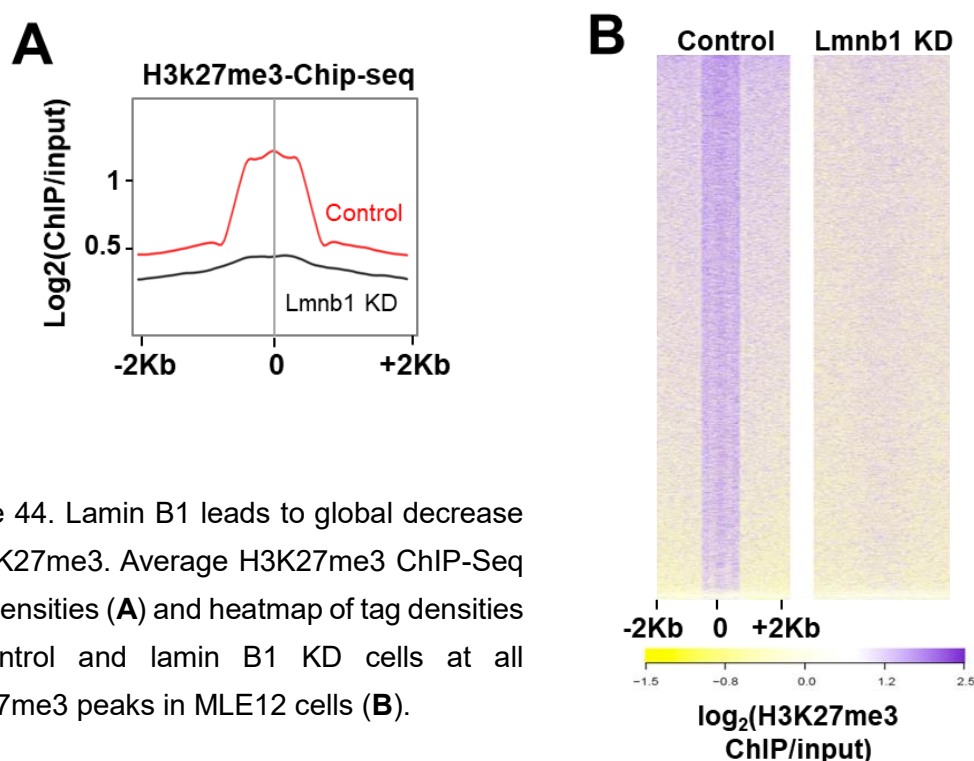 A
H3k27me3-Chip-seq
Log2(ChIP/input)
1
0.5
Control
Lmnb1 KD
-2Kb 0 +2Kb
B
Control Lmnb1 KD
-2Kb 0 +2Kb
−1.5 −0.8 0.0 1.2 2.5
log2(H3K27me3
ChIP/input)
44. Lamin B1 leads to global decrease
K27me3. Average H3K27me3 ChIP-Seq
ensities (A) and heatmap of tag densities
ntrol and lamin B1 KD cells at all
7me3 peaks in MLE12 cells (B).